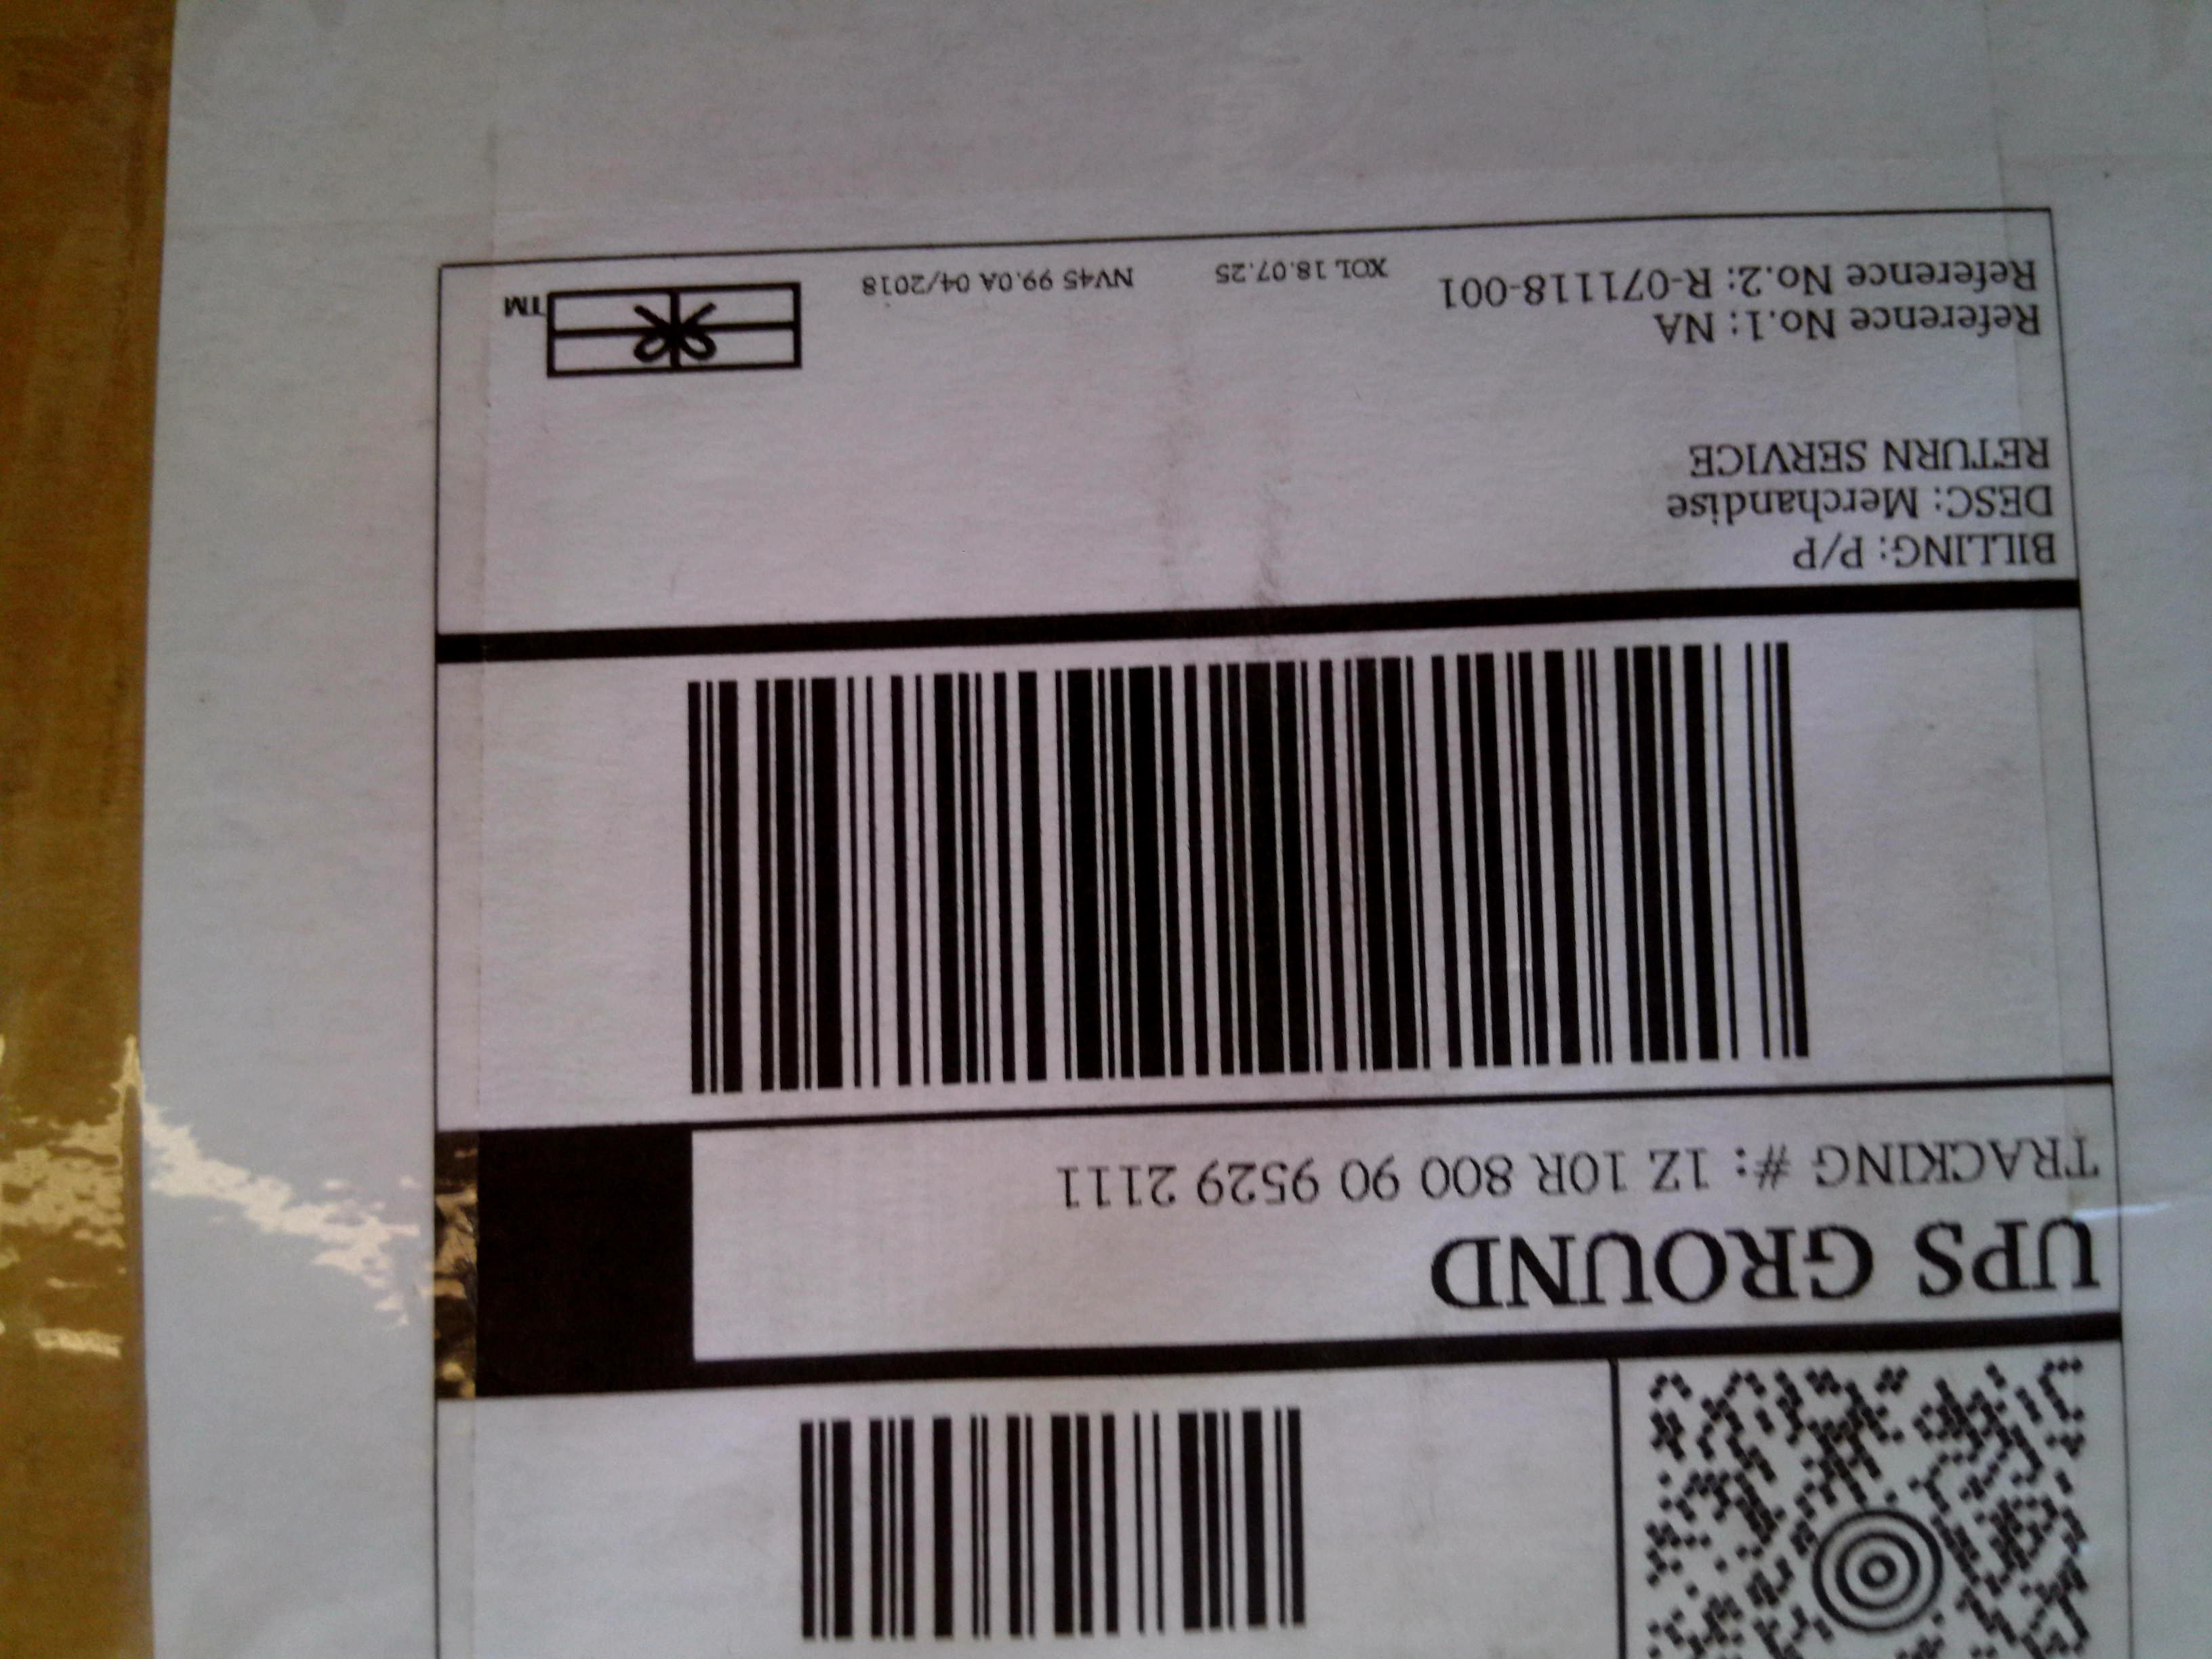 UPS GROUND
TRACKING #: 1Z 10R 800 90 9529 2111
BILLING: P/P
DESC: Merchandise
RETURN SERVICE
Reference No.1: NA
Reference No.2: R-071118-001
XOL 18.07.25
NV45 99.0A 04/2018
TM